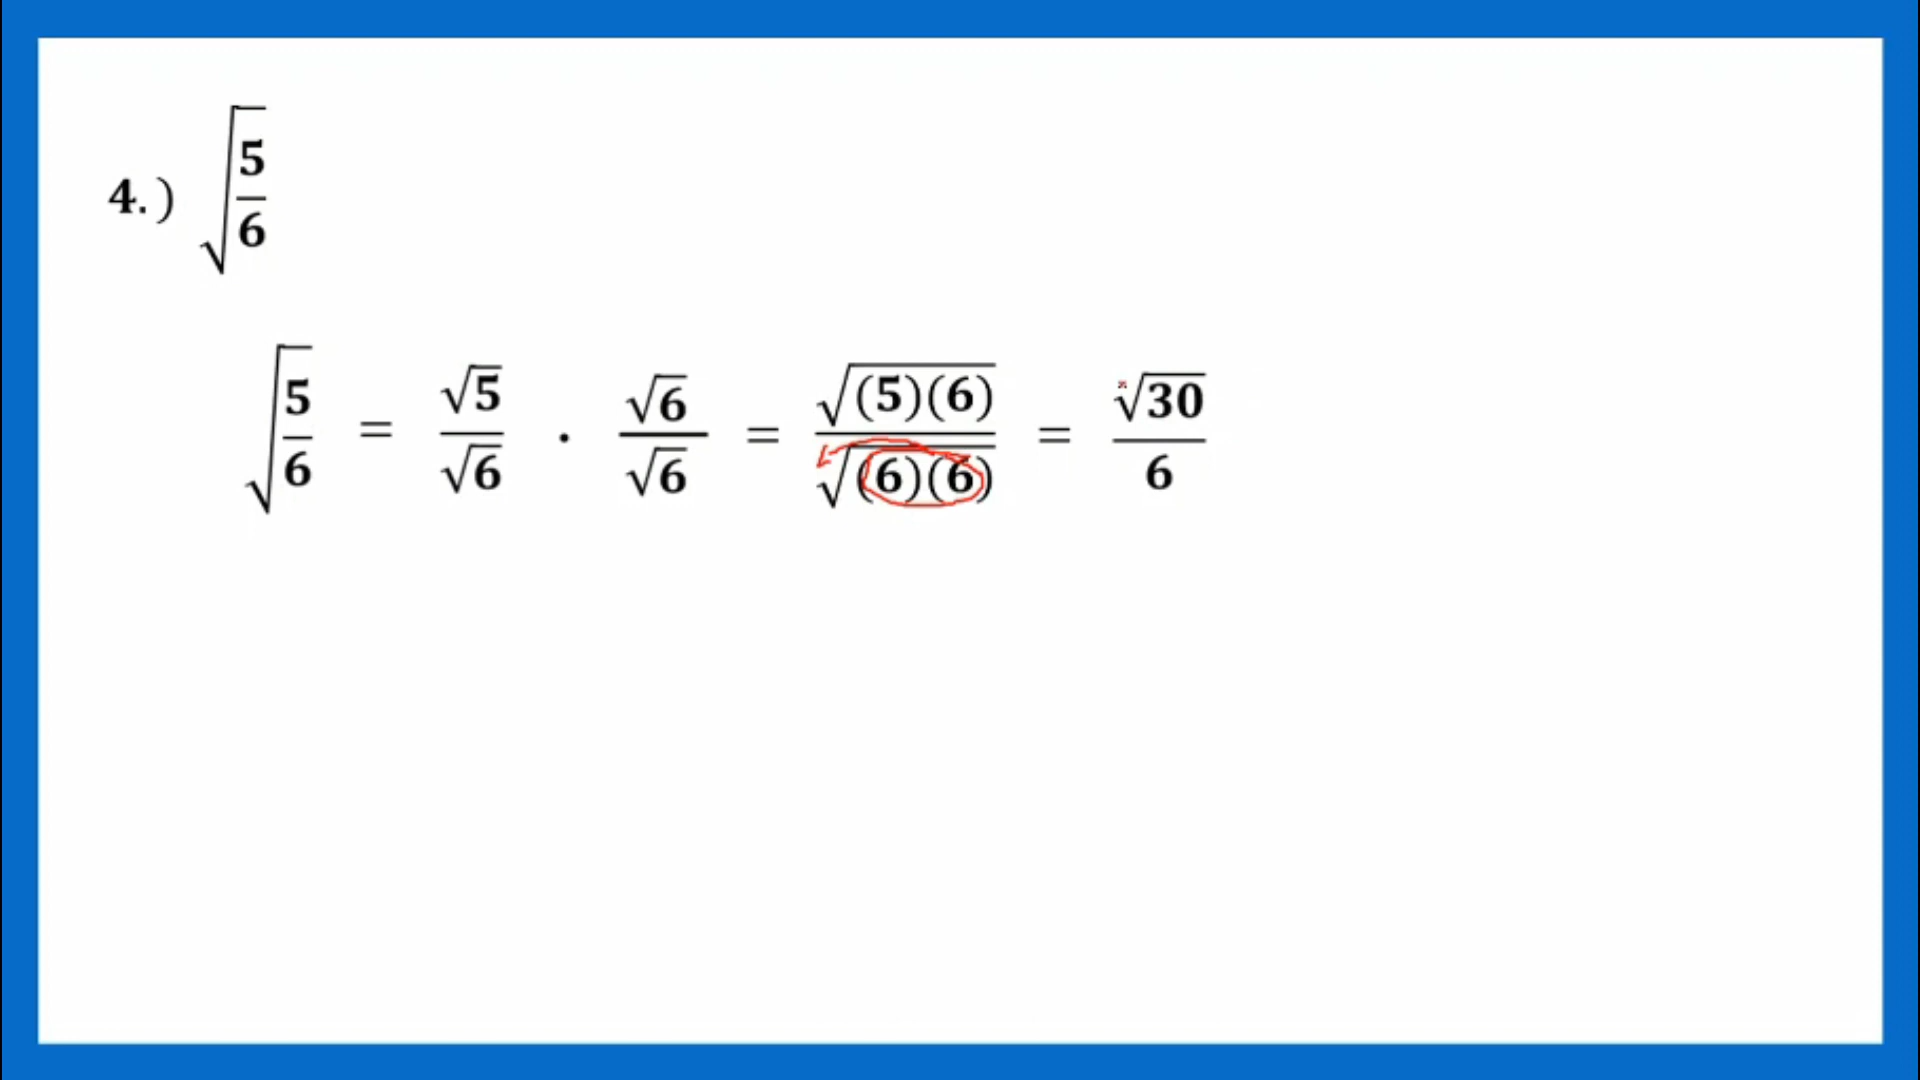 4.) √(5/6)
√(5/6) = √5/√6 · √6/√6 = √((5)(6))/√((6)(6)) = √30/6